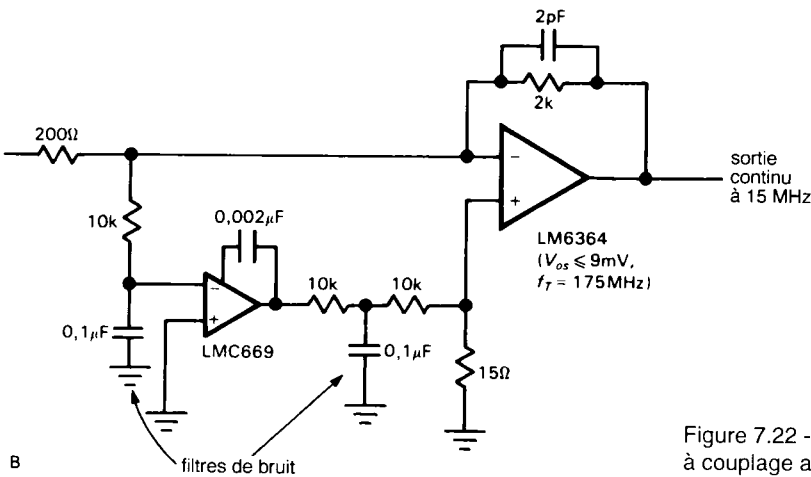 2pF
2k
200Ω
−
+
sortie
continu
à 15 MHz
10k
0,002μF
LM6364
(Vos ⩽ 9mV,
fT = 175MHz)
10k
10k
−
+
0,1μF
LMC669
0,1μF
15Ω
Figure 7.22 -
à couplage a
B
filtres de bruit